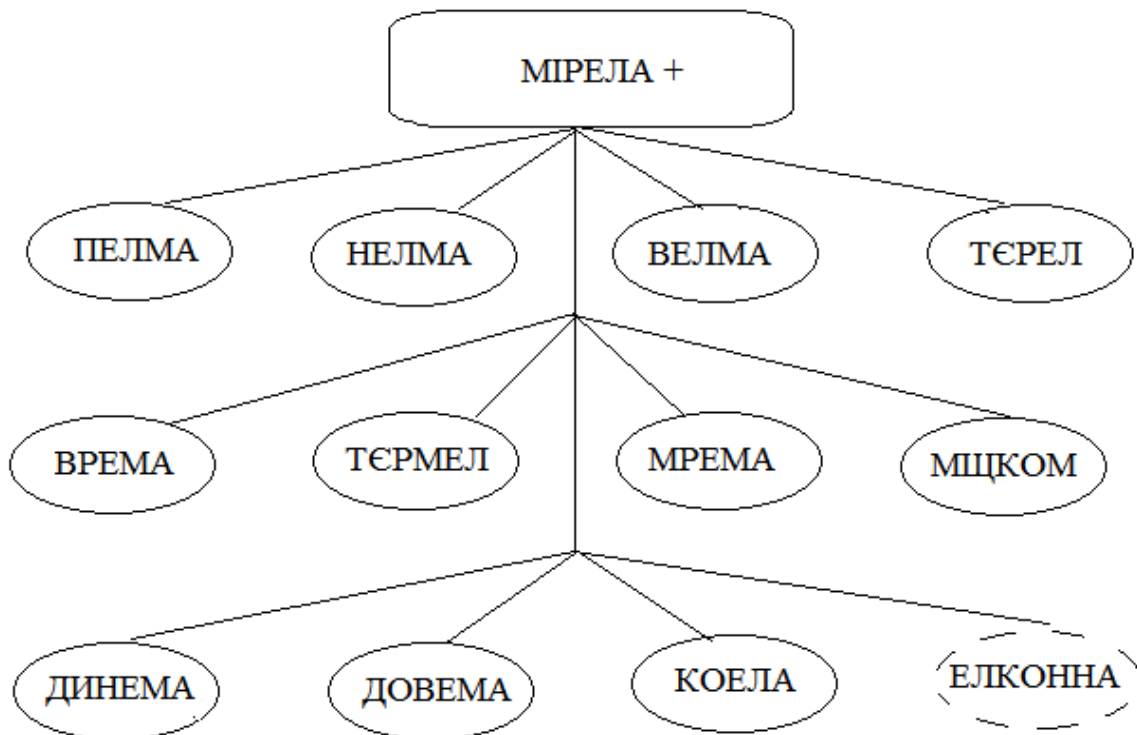 МІРЕЛА +
ПЕЛМА НЕЛМА ВЕЛМА ТЄРЕЛ
ВРЕМА ТЄРМЕЛ МРЕМА МЩКОМ
ДИНЕМА ДОВЕМА КОЕЛА ЕЛКОННА